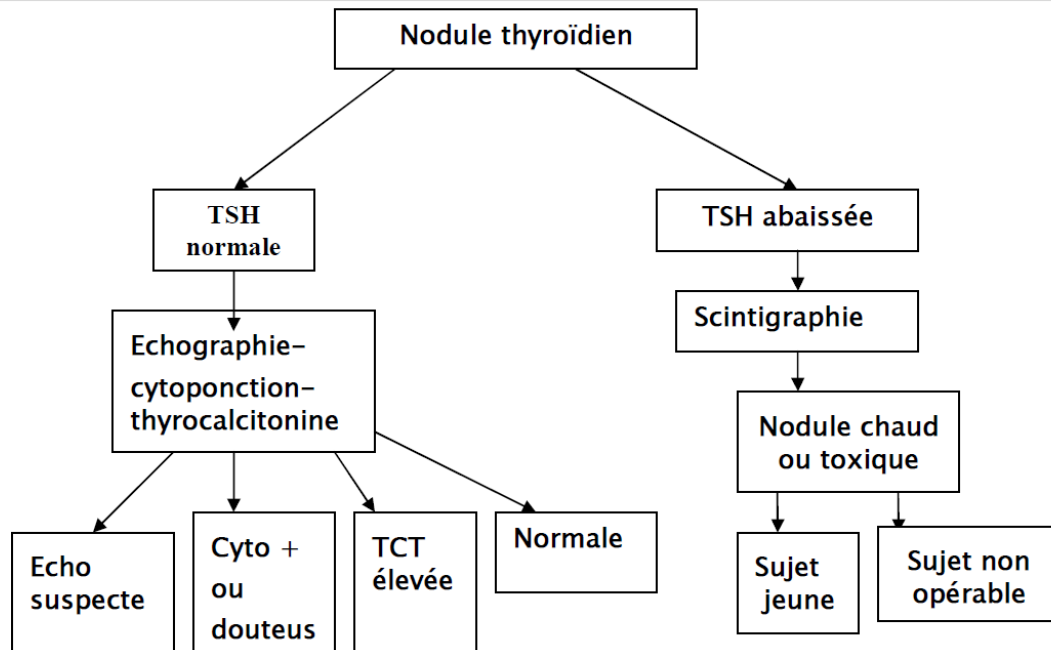 Nodule thyroïdien
TSH
normale
TSH abaissée
Echographie-
cytoponction-
thyrocalcitonine
Scintigraphie
Nodule chaud
ou toxique
Echo
suspecte
Cyto +
ou
douteus
TCT
élevée
Normale
Sujet
jeune
Sujet non
opérable